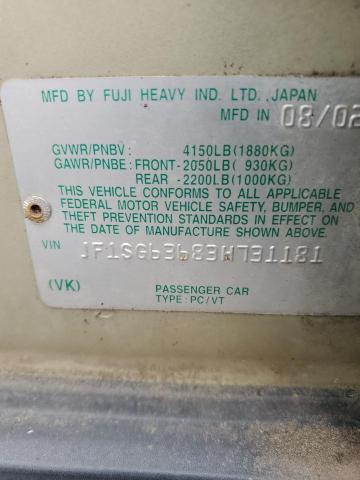 MFD BY FUJI HEAVY IND. LTD., JAPAN
MFD IN 08/02
GVWR/PNBV: 4150LB(1880KG)
GAWR/PNBE: FRONT-2050LB( 930KG)
REAR -2200LB(1000KG)
THIS VEHICLE CONFORMS TO ALL APPLICABLE
FEDERAL MOTOR VEHICLE SAFETY, BUMPER, AND
THEFT PREVENTION STANDARDS IN EFFECT ON
THE DATE OF MANUFACTURE SHOWN ABOVE.
VIN JF1SG63683H731181
(VK) PASSENGER CAR
TYPE: PC/VT